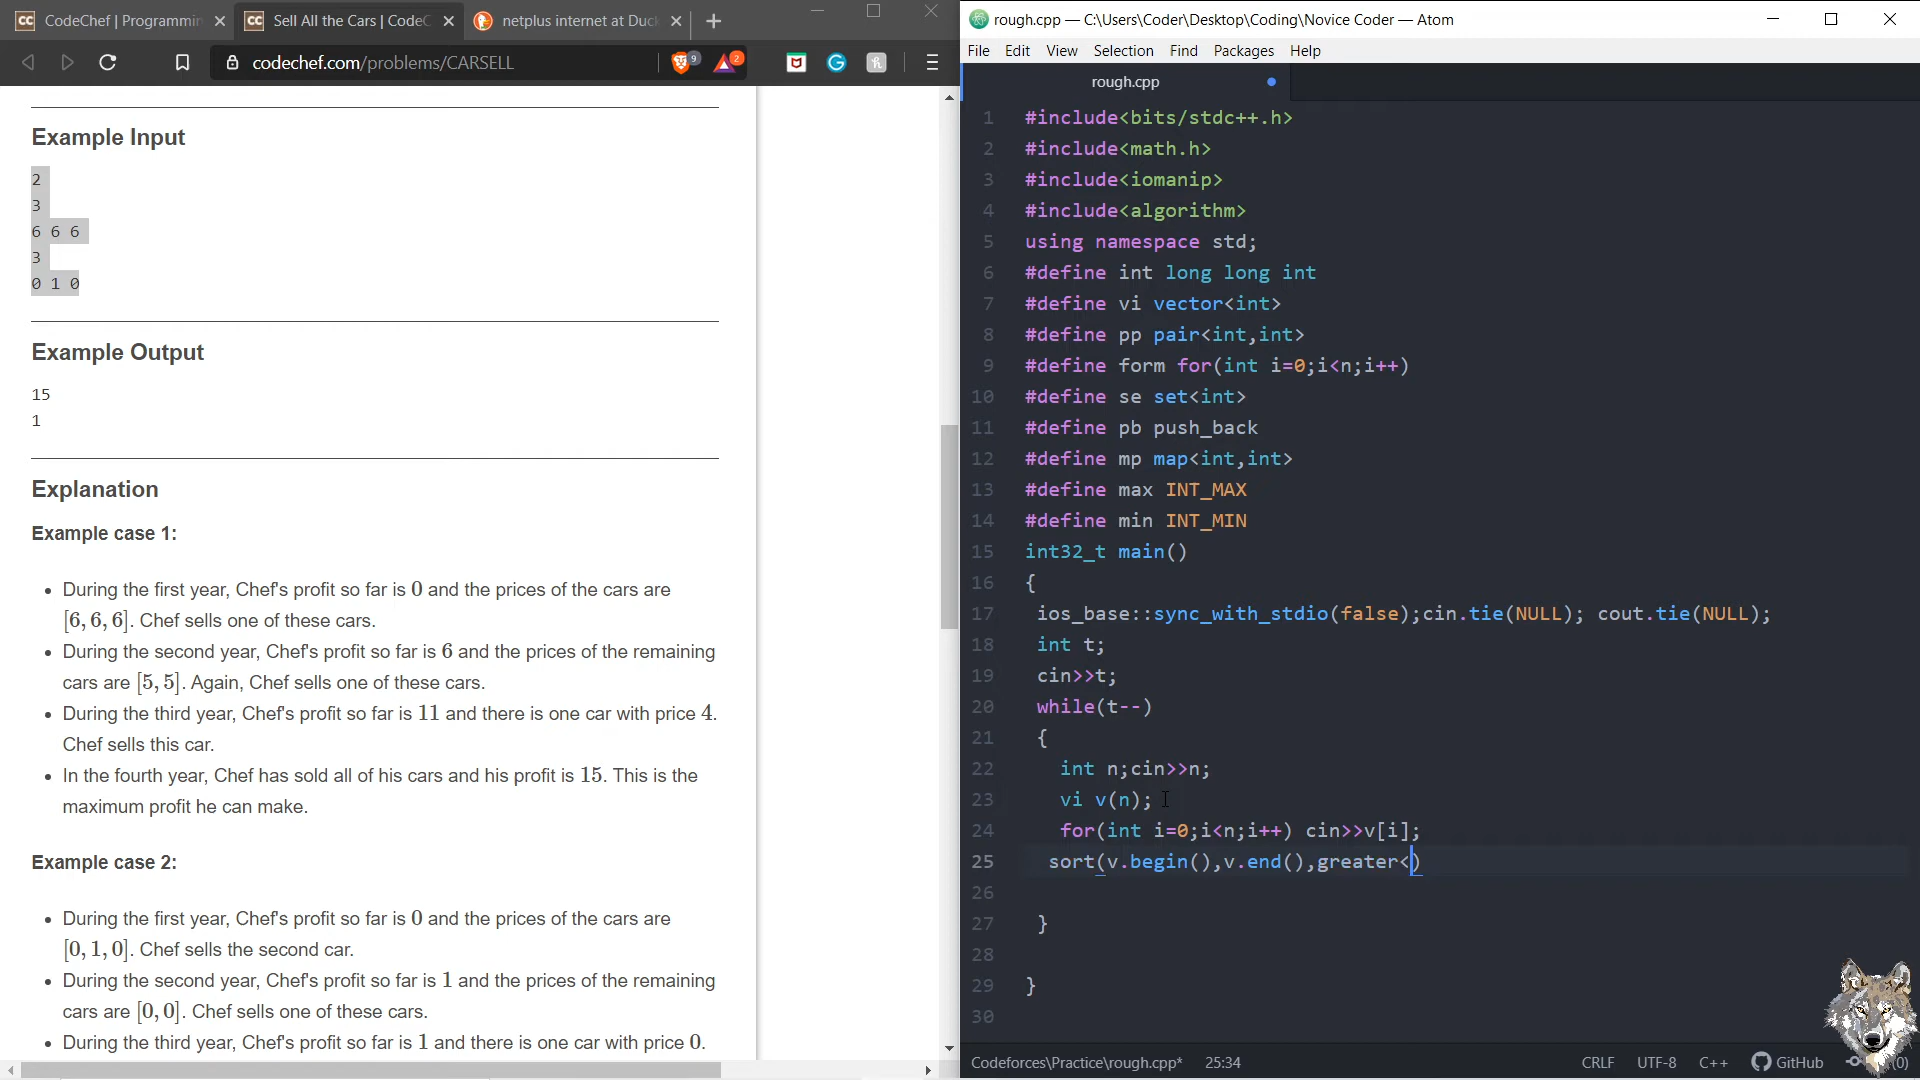 CodeChef | Programmin
Sell All the Cars | CodeC
netplus internet at Duck
codechef.com/problems/CARSELL
9
2
Example Input
2
3
6 6 6
3
0 1 0
Example Output
15
1
Explanation
Example case 1:
During the first year, Chef's profit so far is 0 and the prices of the cars are
[6, 6, 6]. Chef sells one of these cars.
During the second year, Chef's profit so far is 6 and the prices of the remaining
cars are [5, 5]. Again, Chef sells one of these cars.
During the third year, Chef's profit so far is 11 and there is one car with price 4.
Chef sells this car.
In the fourth year, Chef has sold all of his cars and his profit is 15. This is the
maximum profit he can make.
Example case 2:
During the first year, Chef's profit so far is 0 and the prices of the cars are
[0, 1, 0]. Chef sells the second car.
During the second year, Chef's profit so far is 1 and the prices of the remaining
cars are [0, 0]. Chef sells one of these cars.
During the third year, Chef's profit so far is 1 and there is one car with price 0.
rough.cpp — C:\Users\Coder\Desktop\Coding\Novice Coder — Atom
File Edit View Selection Find Packages Help
rough.cpp
1 #include<bits/stdc++.h>
2 #include<math.h>
3 #include<iomanip>
4 #include<algorithm>
5 using namespace std;
6 #define int long long int
7 #define vi vector<int>
8 #define pp pair<int,int>
9 #define form for(int i=0;i<n;i++)
10 #define se set<int>
11 #define pb push_back
12 #define mp map<int,int>
13 #define max INT_MAX
14 #define min INT_MIN
15 int32_t main()
16 {
17 ios_base::sync_with_stdio(false);cin.tie(NULL); cout.tie(NULL);
18 int t;
19 cin>>t;
20 while(t--)
21 {
22 int n;cin>>n;
23 vi v(n);
24 for(int i=0;i<n;i++) cin>>v[i];
25 sort(v.begin(),v.end(),greater<)
26
27 }
28
29 }
30
Codeforces\Practice\rough.cpp* 25:34 CRLF UTF-8 C++ GitHub (0)